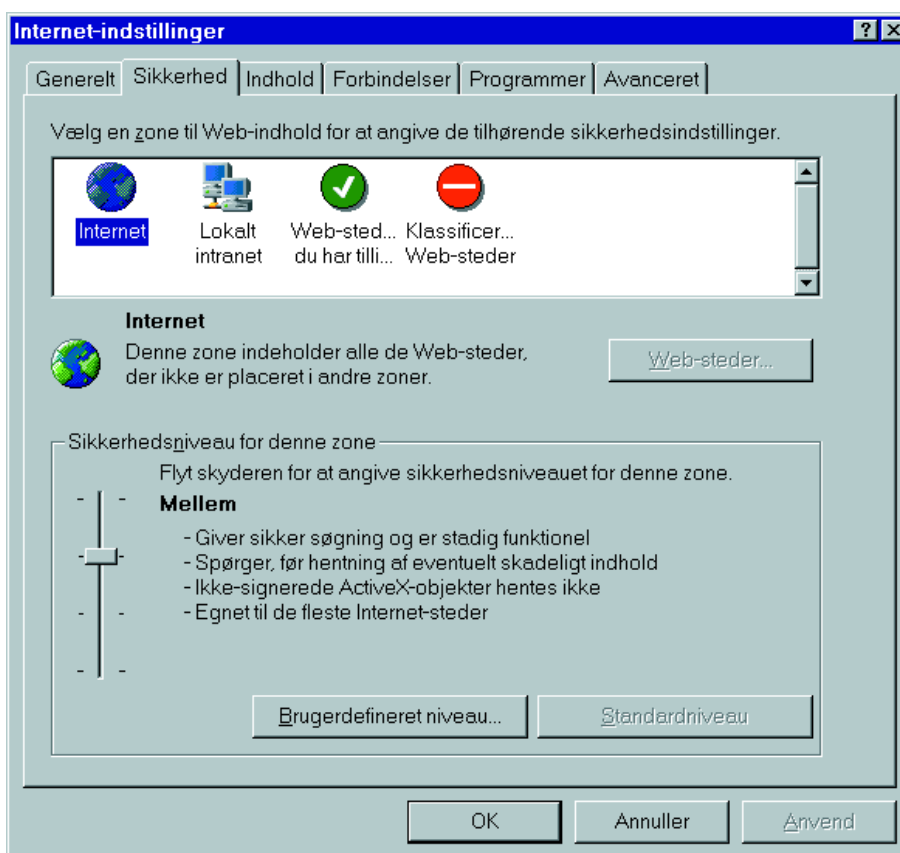 Internet-indstillinger
Generelt Sikkerhed Indhold Forbindelser Programmer Avanceret
Vælg en zone til Web-indhold for at angive de tilhørende sikkerhedsindstillinger.
Internet
Lokalt
intranet
Web-sted...
du har tilli...
Klassificer...
Web-steder
Internet
Denne zone indeholder alle de Web-steder,
der ikke er placeret i andre zoner.
Web-steder...
Sikkerhedsniveau for denne zone
Flyt skyderen for at angive sikkerhedsniveauet for denne zone.
Mellem
- Giver sikker søgning og er stadig funktionel
- Spørger, før hentning af eventuelt skadeligt indhold
- Ikke-signerede ActiveX-objekter hentes ikke
- Egnet til de fleste Internet-steder
Brugerdefineret niveau... Standardniveau
OK Annuller Anvend